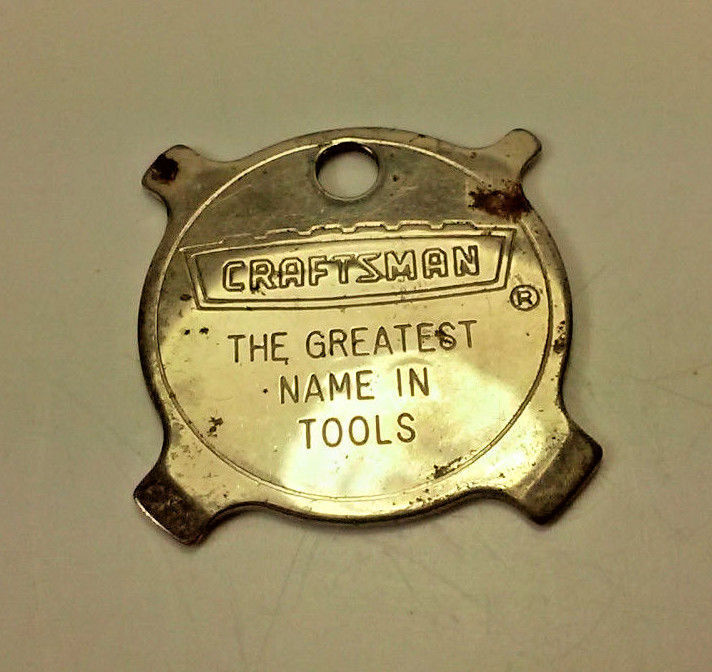 CRAFTSMAN
®
THE GREATEST
NAME IN
TOOLS